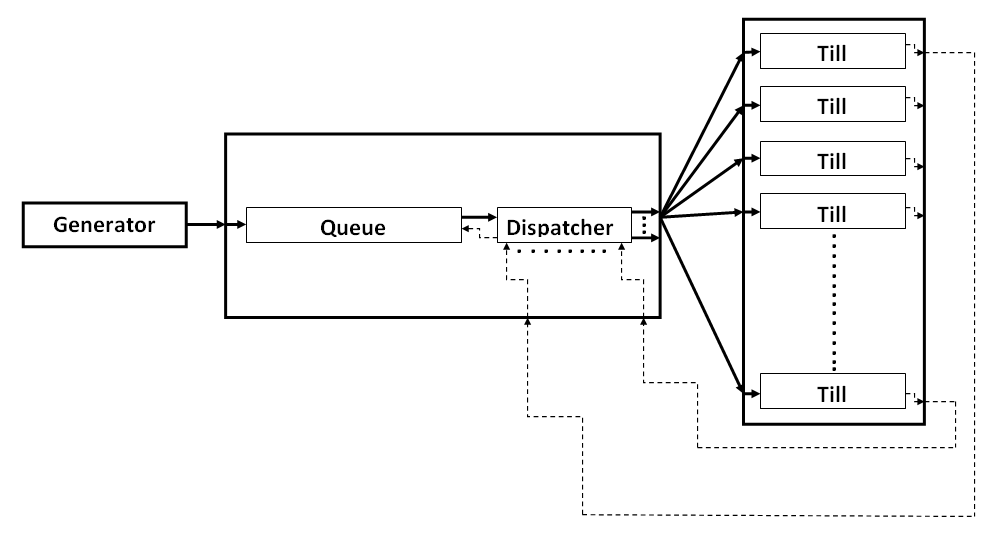 Till
Till
Till
Till
Generator
Queue
Dispatcher
Till